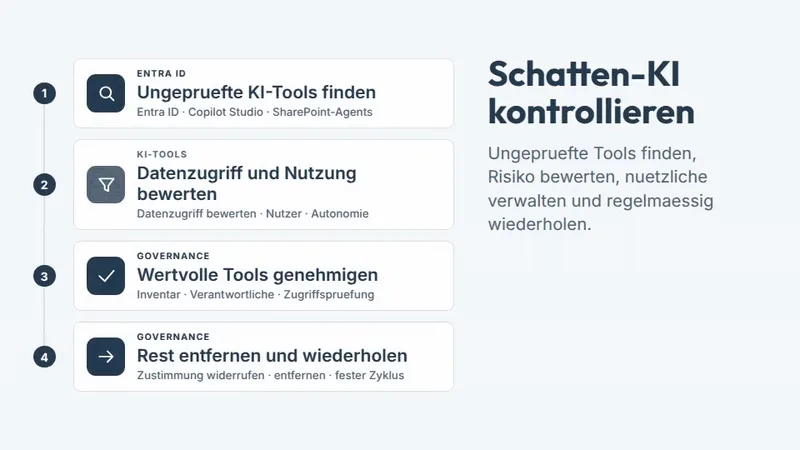 1
ENTRA ID
Ungepruefte KI-Tools finden
Entra ID · Copilot Studio · SharePoint-Agents
2
KI-TOOLS
Datenzugriff und Nutzung
bewerten
Datenzugriff bewerten · Nutzer · Autonomie
3
GOVERNANCE
Wertvolle Tools genehmigen
Inventar · Verantwortliche · Zugriffspruefung
4
GOVERNANCE
Rest entfernen und wiederholen
Zustimmung widerrufen · entfernen · fester Zyklus
Schatten-KI
kontrollieren
Ungepruefte Tools finden,
Risiko bewerten, nuetzliche
verwalten und regelmaessig
wiederholen.